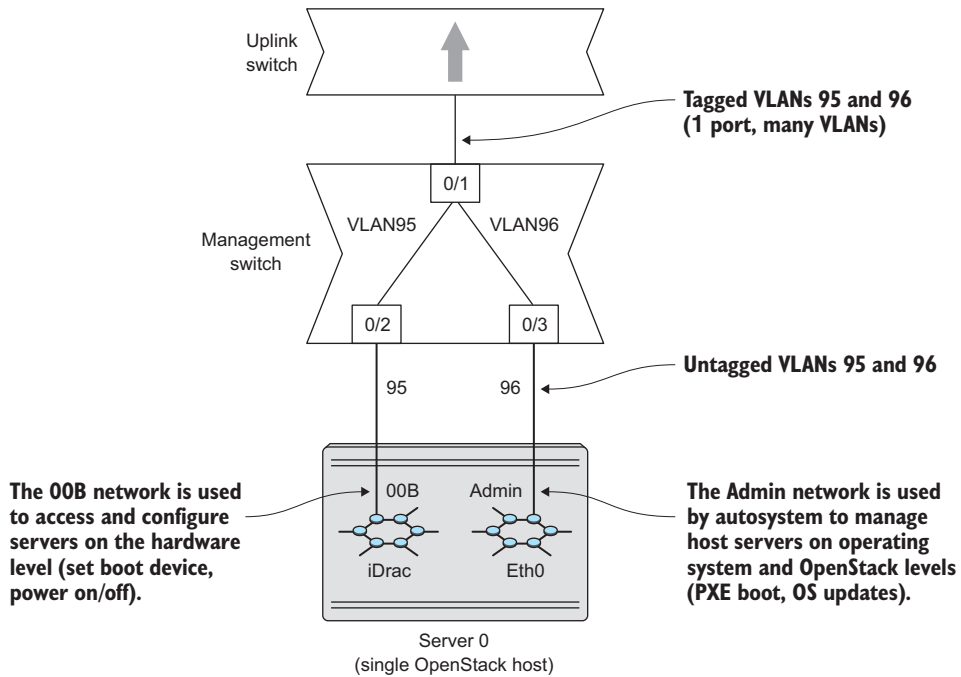 Uplink
switch
Tagged VLANs 95 and 96
(1 port, many VLANs)
0/1
VLAN95
VLAN96
Management
switch
0/2
0/3
Untagged VLANs 95 and 96
95
96
The 00B network is used
to access and configure
servers on the hardware
level (set boot device,
power on/off).
00B
Admin
iDrac
Eth0
The Admin network is used
by autosystem to manage
host servers on operating
system and OpenStack levels
(PXE boot, OS updates).
Server 0
(single OpenStack host)